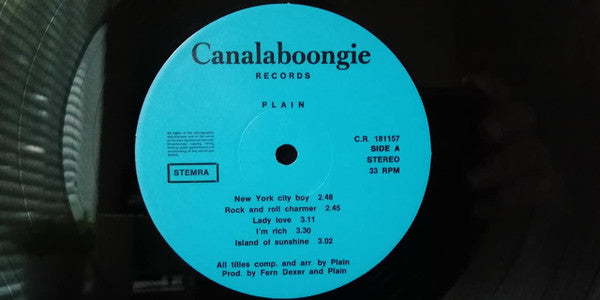 Canalaboongie
RECORDS
PLAIN
C.R. 181157
SIDE A
STEREO
33 RPM
STEMRA
New York city boy 2.48
Rock and roll charmer 2.45
Lady love 3.11
I'm rich 3.30
Island of sunshine 3.02
All titles comp. and arr. by Plain
Prod. by Fern Dexer and Plain